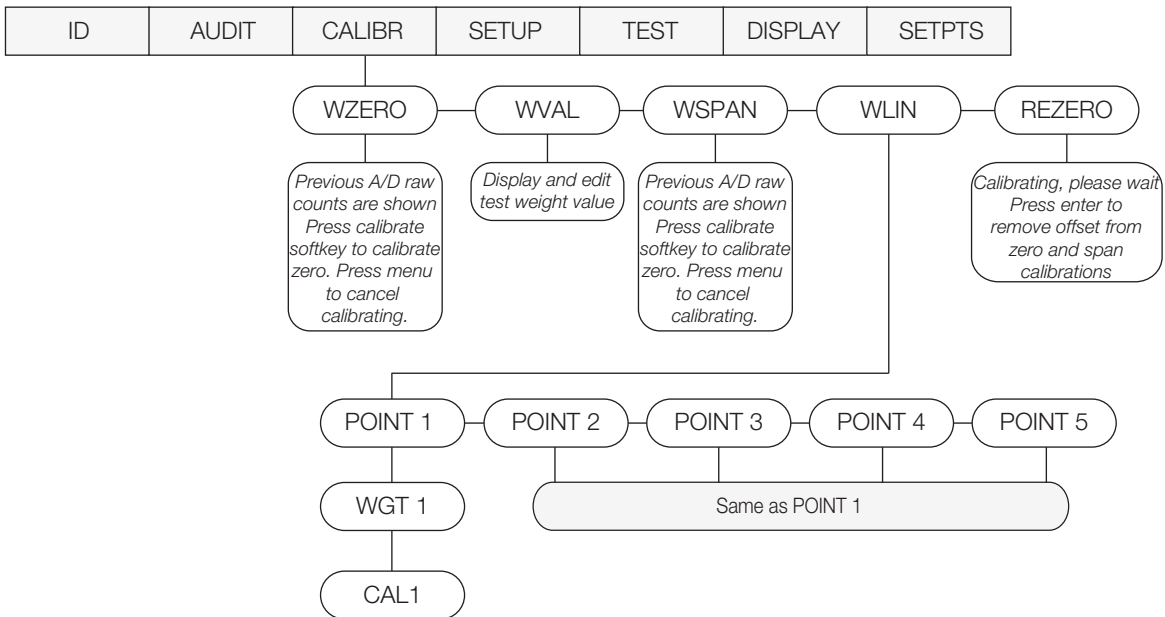 ID AUDIT CALIBR SETUP TEST DISPLAY SETPTS
WZERO WVAL WSPAN WLIN REZERO
Previous A/D raw
counts are shown
Press calibrate
softkey to calibrate
zero. Press menu
to cancel
calibrating.
Display and edit
test weight value
Previous A/D raw
counts are shown
Press calibrate
softkey to calibrate
zero. Press menu
to cancel
calibrating.
Calibrating, please wait
Press enter to
remove offset from
zero and span
calibrations
POINT 1 POINT 2 POINT 3 POINT 4 POINT 5
WGT 1
Same as POINT 1
CAL1